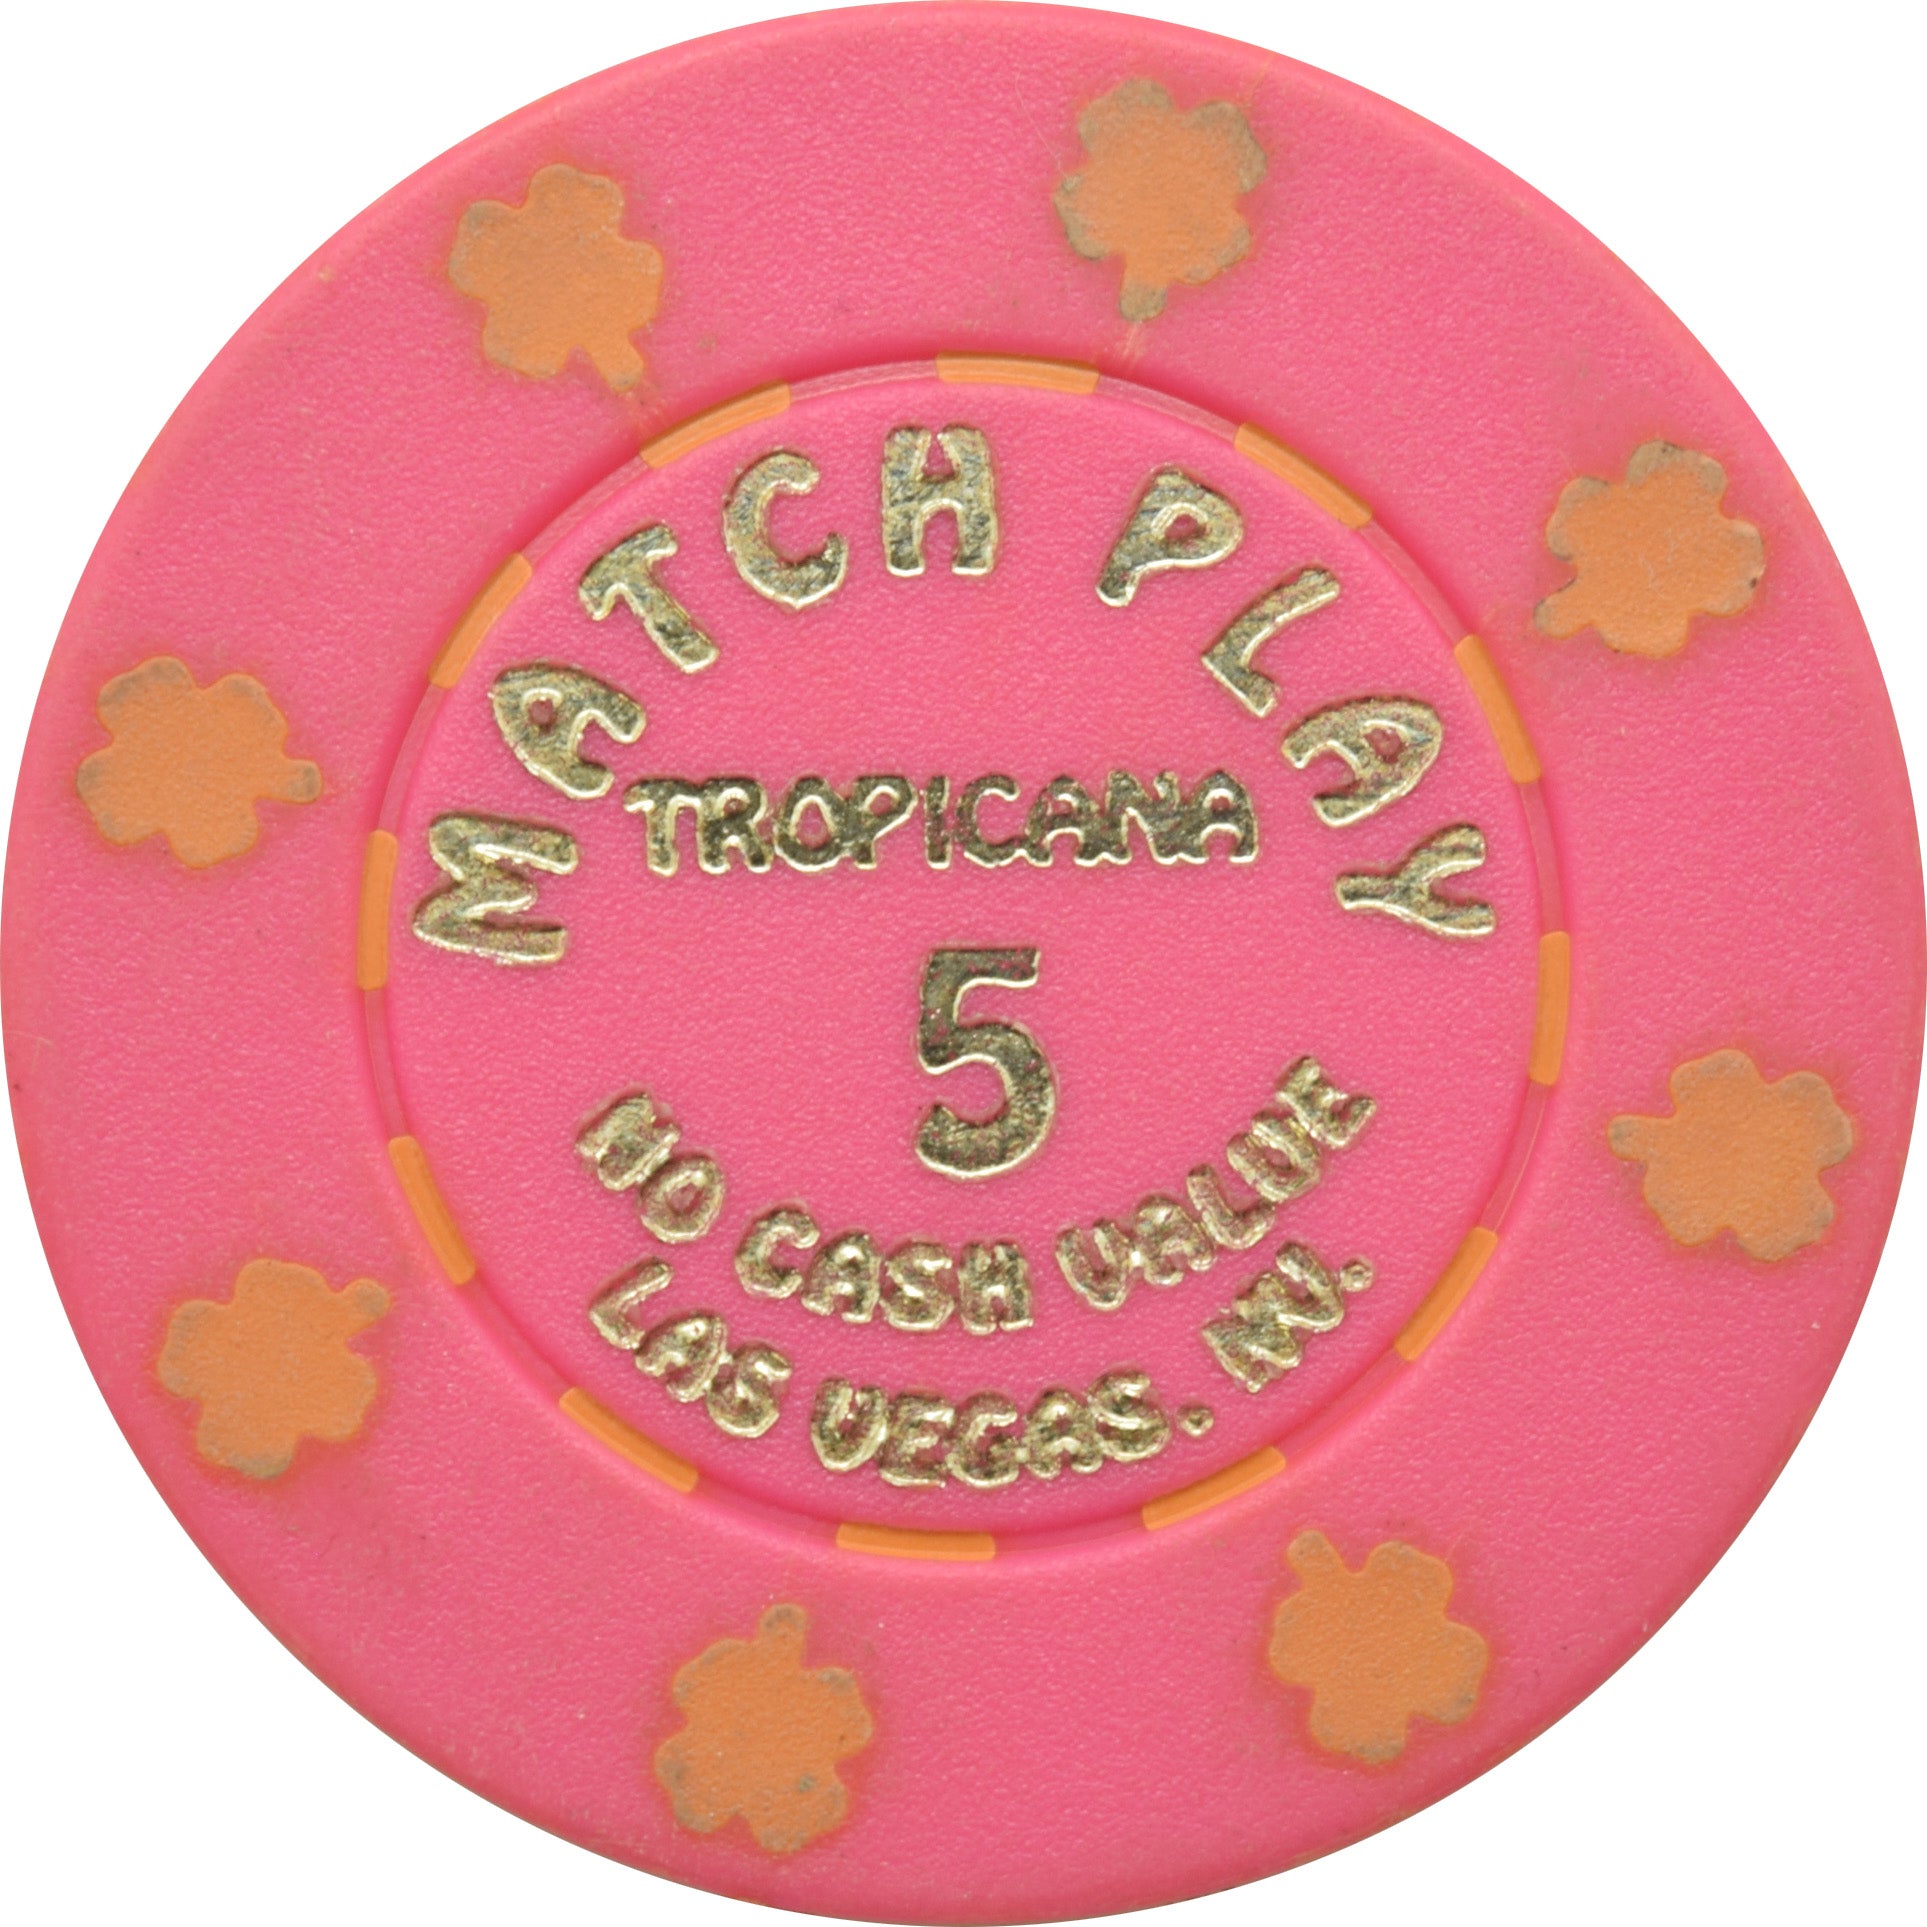 MATCH PLAY
TROPICANA
5
NO CASH VALUE
LAS VEGAS. NV.